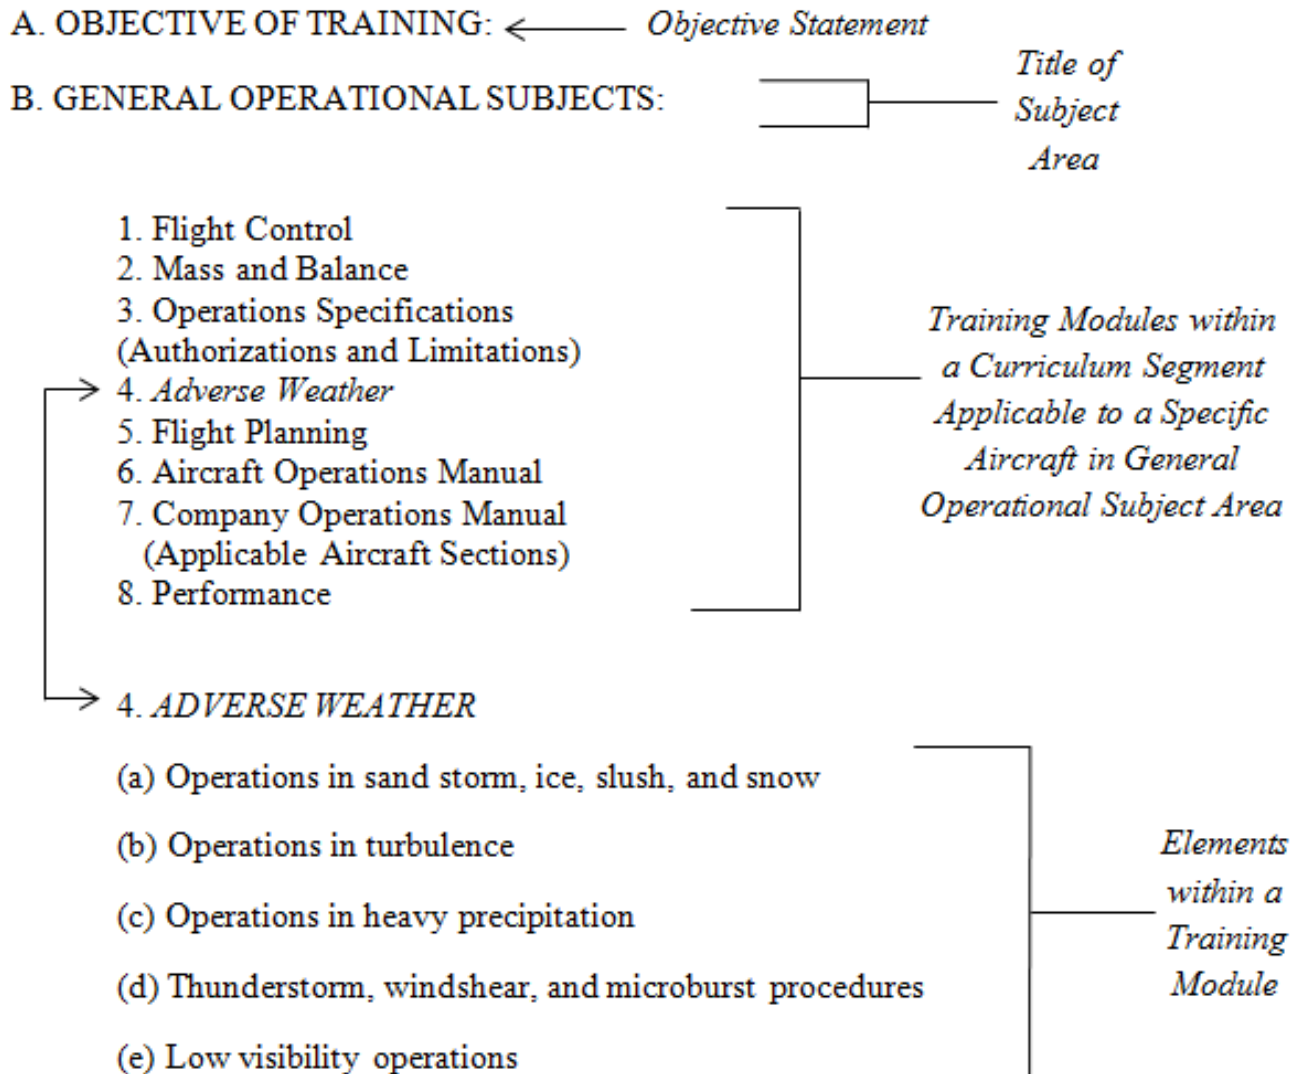 A. OBJECTIVE OF TRAINING: Objective Statement
B. GENERAL OPERATIONAL SUBJECTS:
Title of
Subject
Area
1. Flight Control
2. Mass and Balance
3. Operations Specifications
(Authorizations and Limitations)
4. Adverse Weather
5. Flight Planning
6. Aircraft Operations Manual
7. Company Operations Manual
(Applicable Aircraft Sections)
8. Performance
Training Modules within
a Curriculum Segment
Applicable to a Specific
Aircraft in General
Operational Subject Area
4. ADVERSE WEATHER
(a) Operations in sand storm, ice, slush, and snow
(b) Operations in turbulence
(c) Operations in heavy precipitation
(d) Thunderstorm, windshear, and microburst procedures
(e) Low visibility operations
Elements
within a
Training
Module